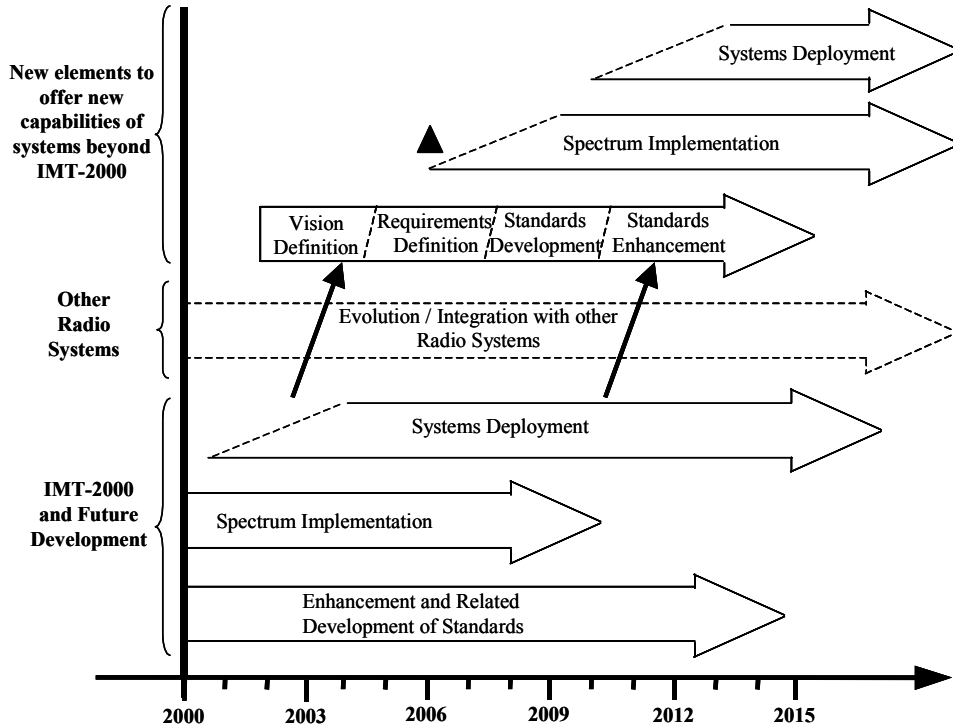 New elements to
offer new
capabilities of
systems beyond
IMT-2000
Systems Deployment
Spectrum Implementation
Vision
Definition
Requirements
Definition
Standards
Development
Standards
Enhancement
Other
Radio
Systems
Evolution / Integration with other
Radio Systems
IMT-2000
and Future
Development
Systems Deployment
Spectrum Implementation
Enhancement and Related
Development of Standards
2000 2003 2006 2009 2012 2015